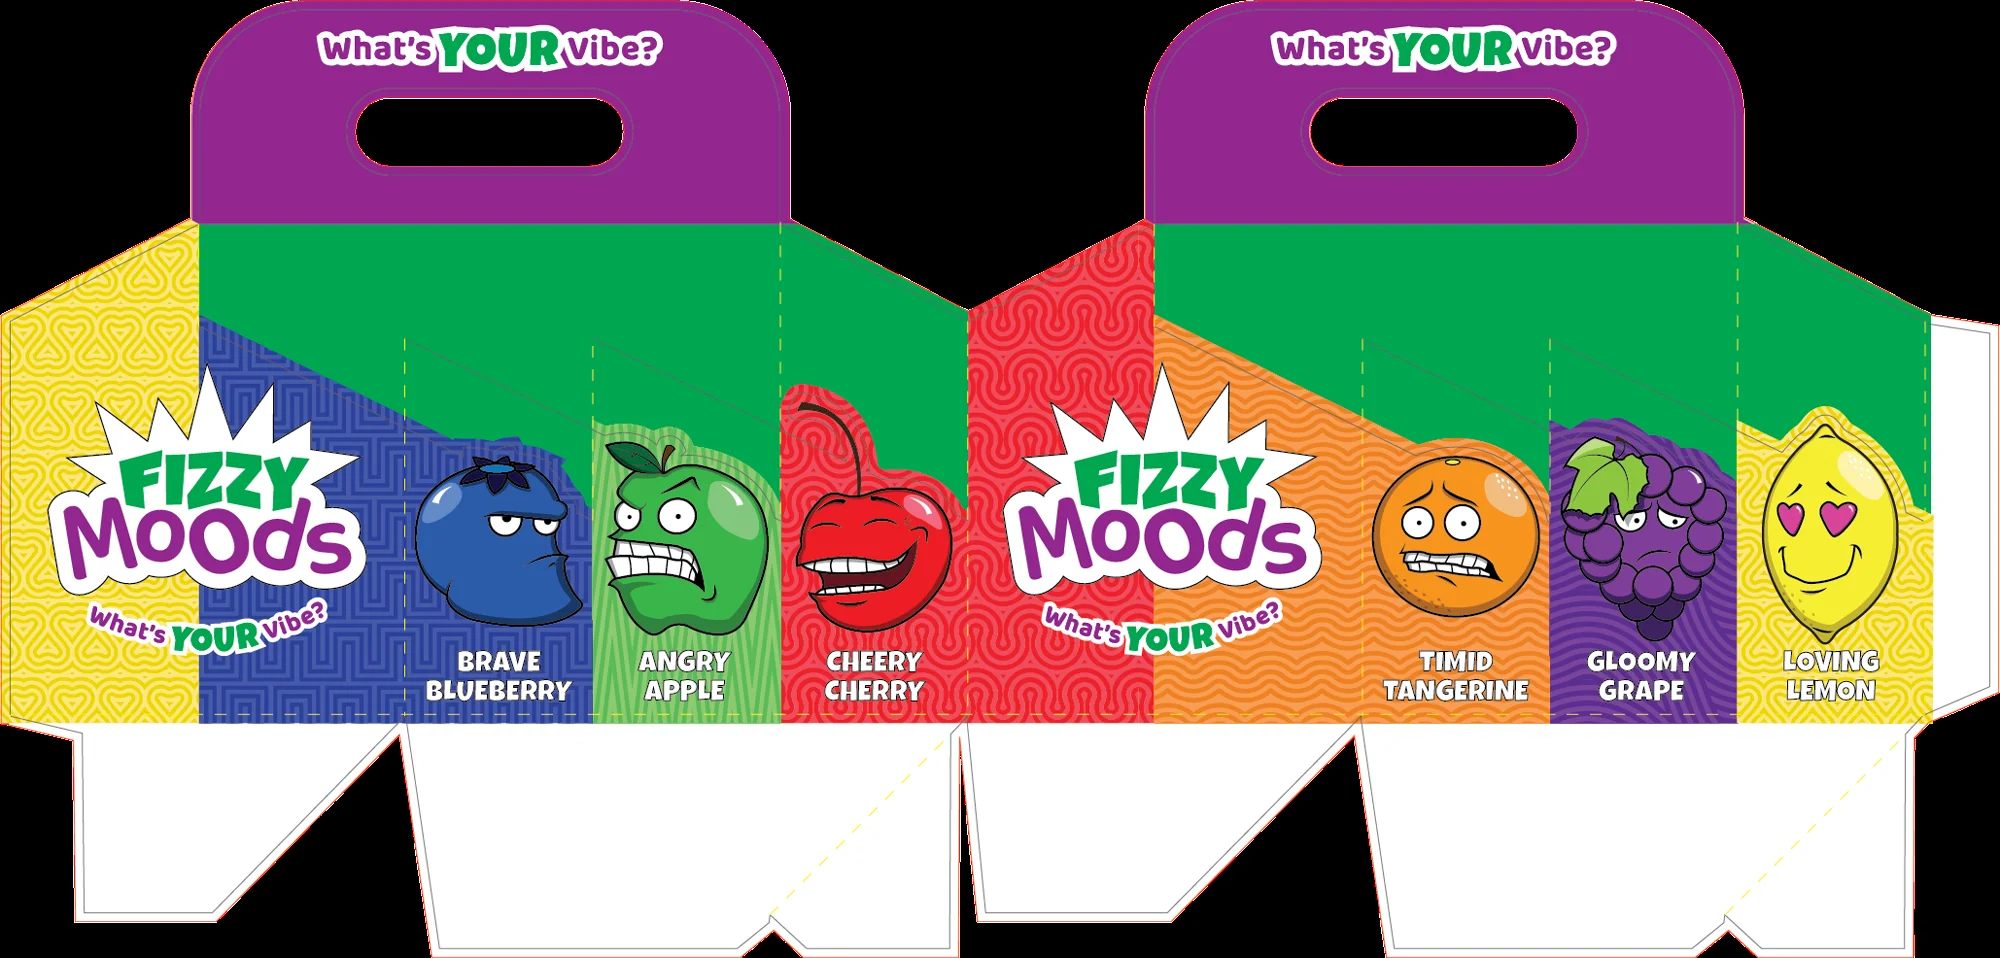 What's YOUR Vibe?
What's YOUR Vibe?
FIZZY
MOODS
What's YOUR Vibe?
BRAVE
BLUEBERRY
ANGRY
APPLE
CHEERY
CHERRY
FIZZY
MOODS
What's YOUR Vibe?
TIMID
TANGERINE
GLOOMY
GRAPE
LOVING
LEMON